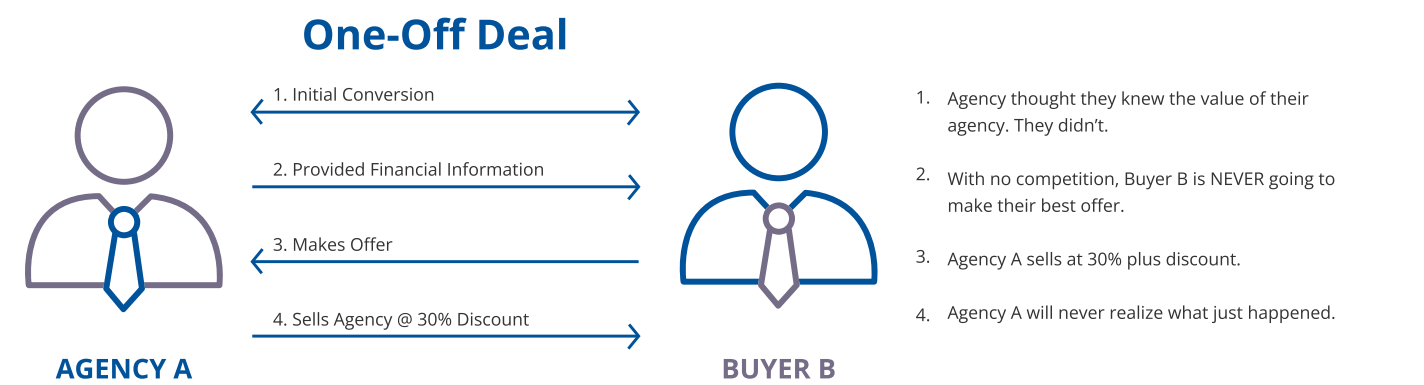 One-Off Deal
1. Initial Conversion
2. Provided Financial Information
3. Makes Offer
4. Sells Agency @ 30% Discount
AGENCY A
BUYER B
1. Agency thought they knew the value of their
agency. They didn’t.
2. With no competition, Buyer B is NEVER going to
make their best offer.
3. Agency A sells at 30% plus discount.
4. Agency A will never realize what just happened.